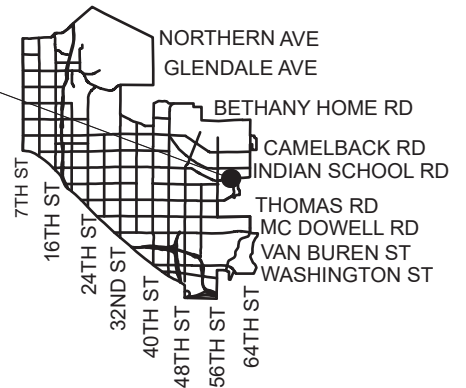 NORTHERN AVE
GLENDALE AVE
BETHANY HOME RD
CAMELBACK RD
INDIAN SCHOOL RD
THOMAS RD
MC DOWELL RD
VAN BUREN ST
WASHINGTON ST
7TH ST
16TH ST
24TH ST
32ND ST
40TH ST
48TH ST
56TH ST
64TH ST